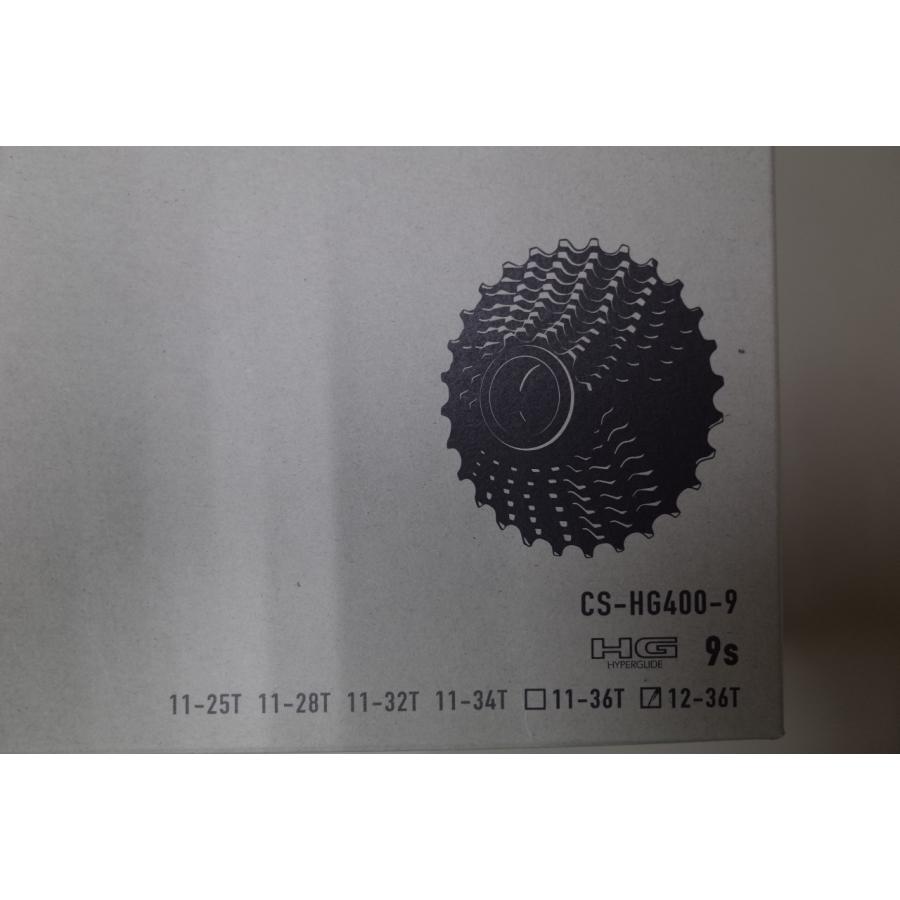 CS-HG400-9
HG 9s
HYPERGLIDE
11-25T 11-28T 11-32T 11-34T ☐11-36T ☑12-36T